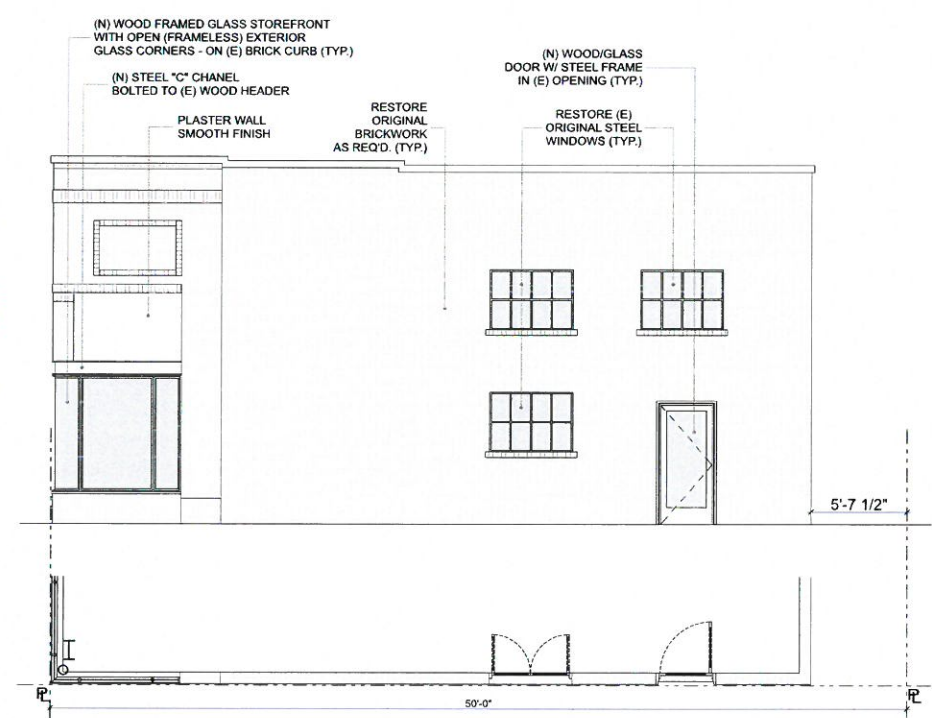 (N) WOOD FRAMED GLASS STOREFRONT
WITH OPEN (FRAMELESS) EXTERIOR
GLASS CORNERS - ON (E) BRICK CURB (TYP.)
(N) STEEL "C" CHANEL
BOLTED TO (E) WOOD HEADER
PLASTER WALL
SMOOTH FINISH
RESTORE
ORIGINAL
BRICKWORK
AS REQ'D. (TYP.)
(N) WOOD/GLASS
DOOR W/ STEEL FRAME
IN (E) OPENING (TYP.)
RESTORE (E)
ORIGINAL STEEL
WINDOWS (TYP.)
5'-7 1/2"
PL
PL
50'-0"